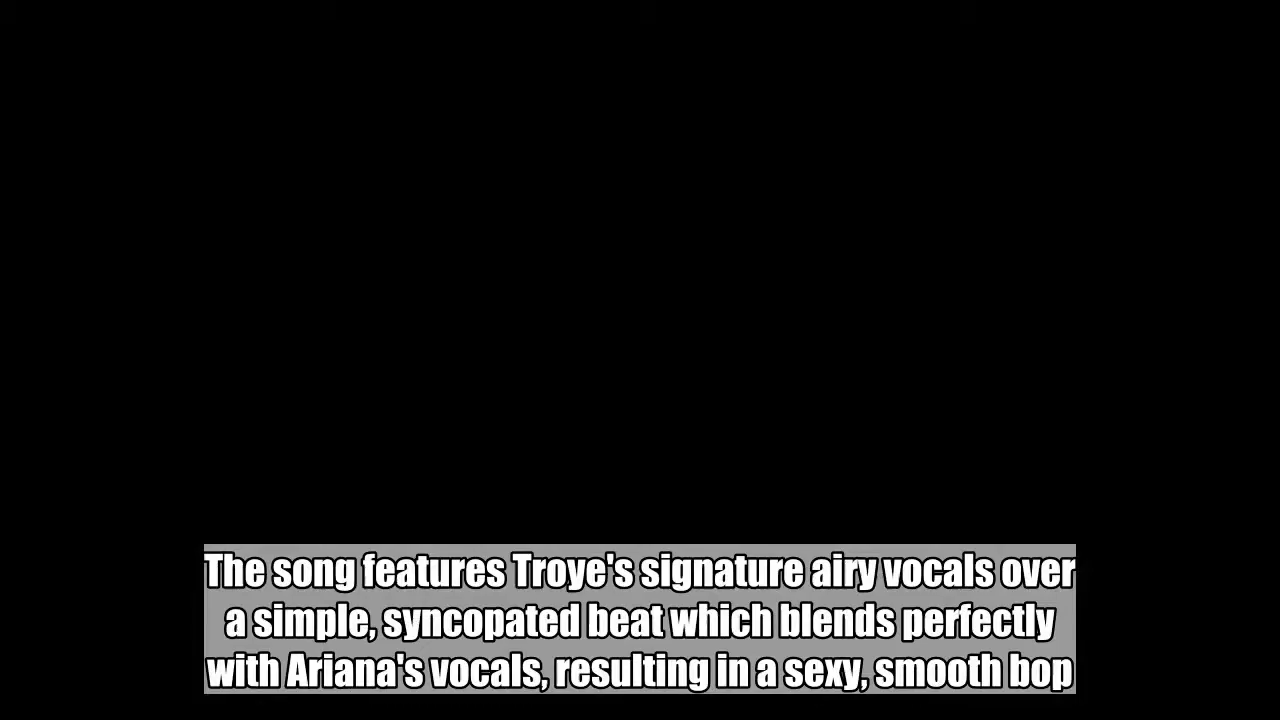 The song features Troye's signature airy vocals over
a simple, syncopated beat which blends perfectly
with Ariana's vocals, resulting in a sexy, smooth bop